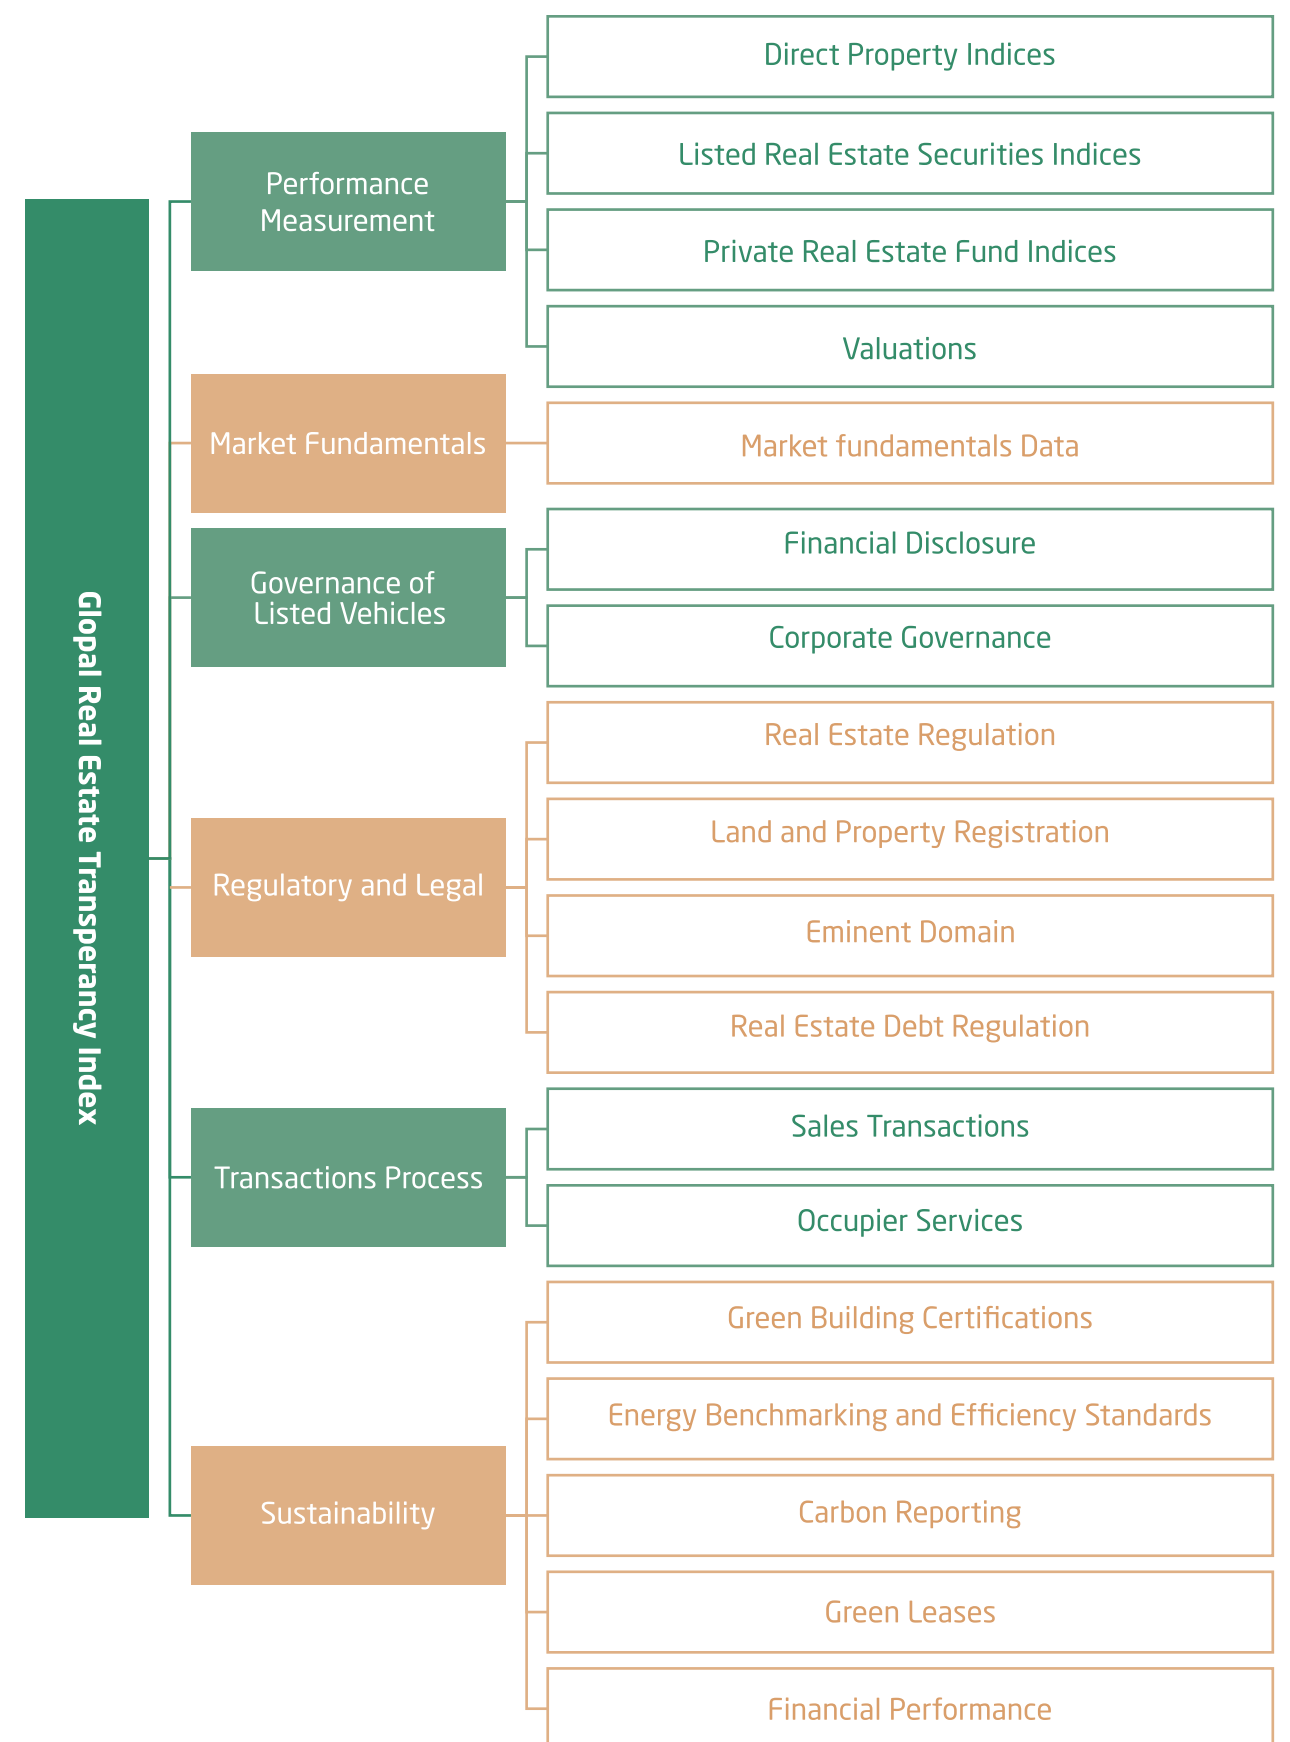 Glopal Real Estate Transperancy Index
Performance
Measurement
Direct Property Indices
Listed Real Estate Securities Indices
Private Real Estate Fund Indices
Valuations
Market Fundamentals
Market fundamentals Data
Governance of
Listed Vehicles
Financial Disclosure
Corporate Governance
Regulatory and Legal
Real Estate Regulation
Land and Property Registration
Eminent Domain
Real Estate Debt Regulation
Transactions Process
Sales Transactions
Occupier Services
Sustainability
Green Building Certifications
Energy Benchmarking and Efficiency Standards
Carbon Reporting
Green Leases
Financial Performance